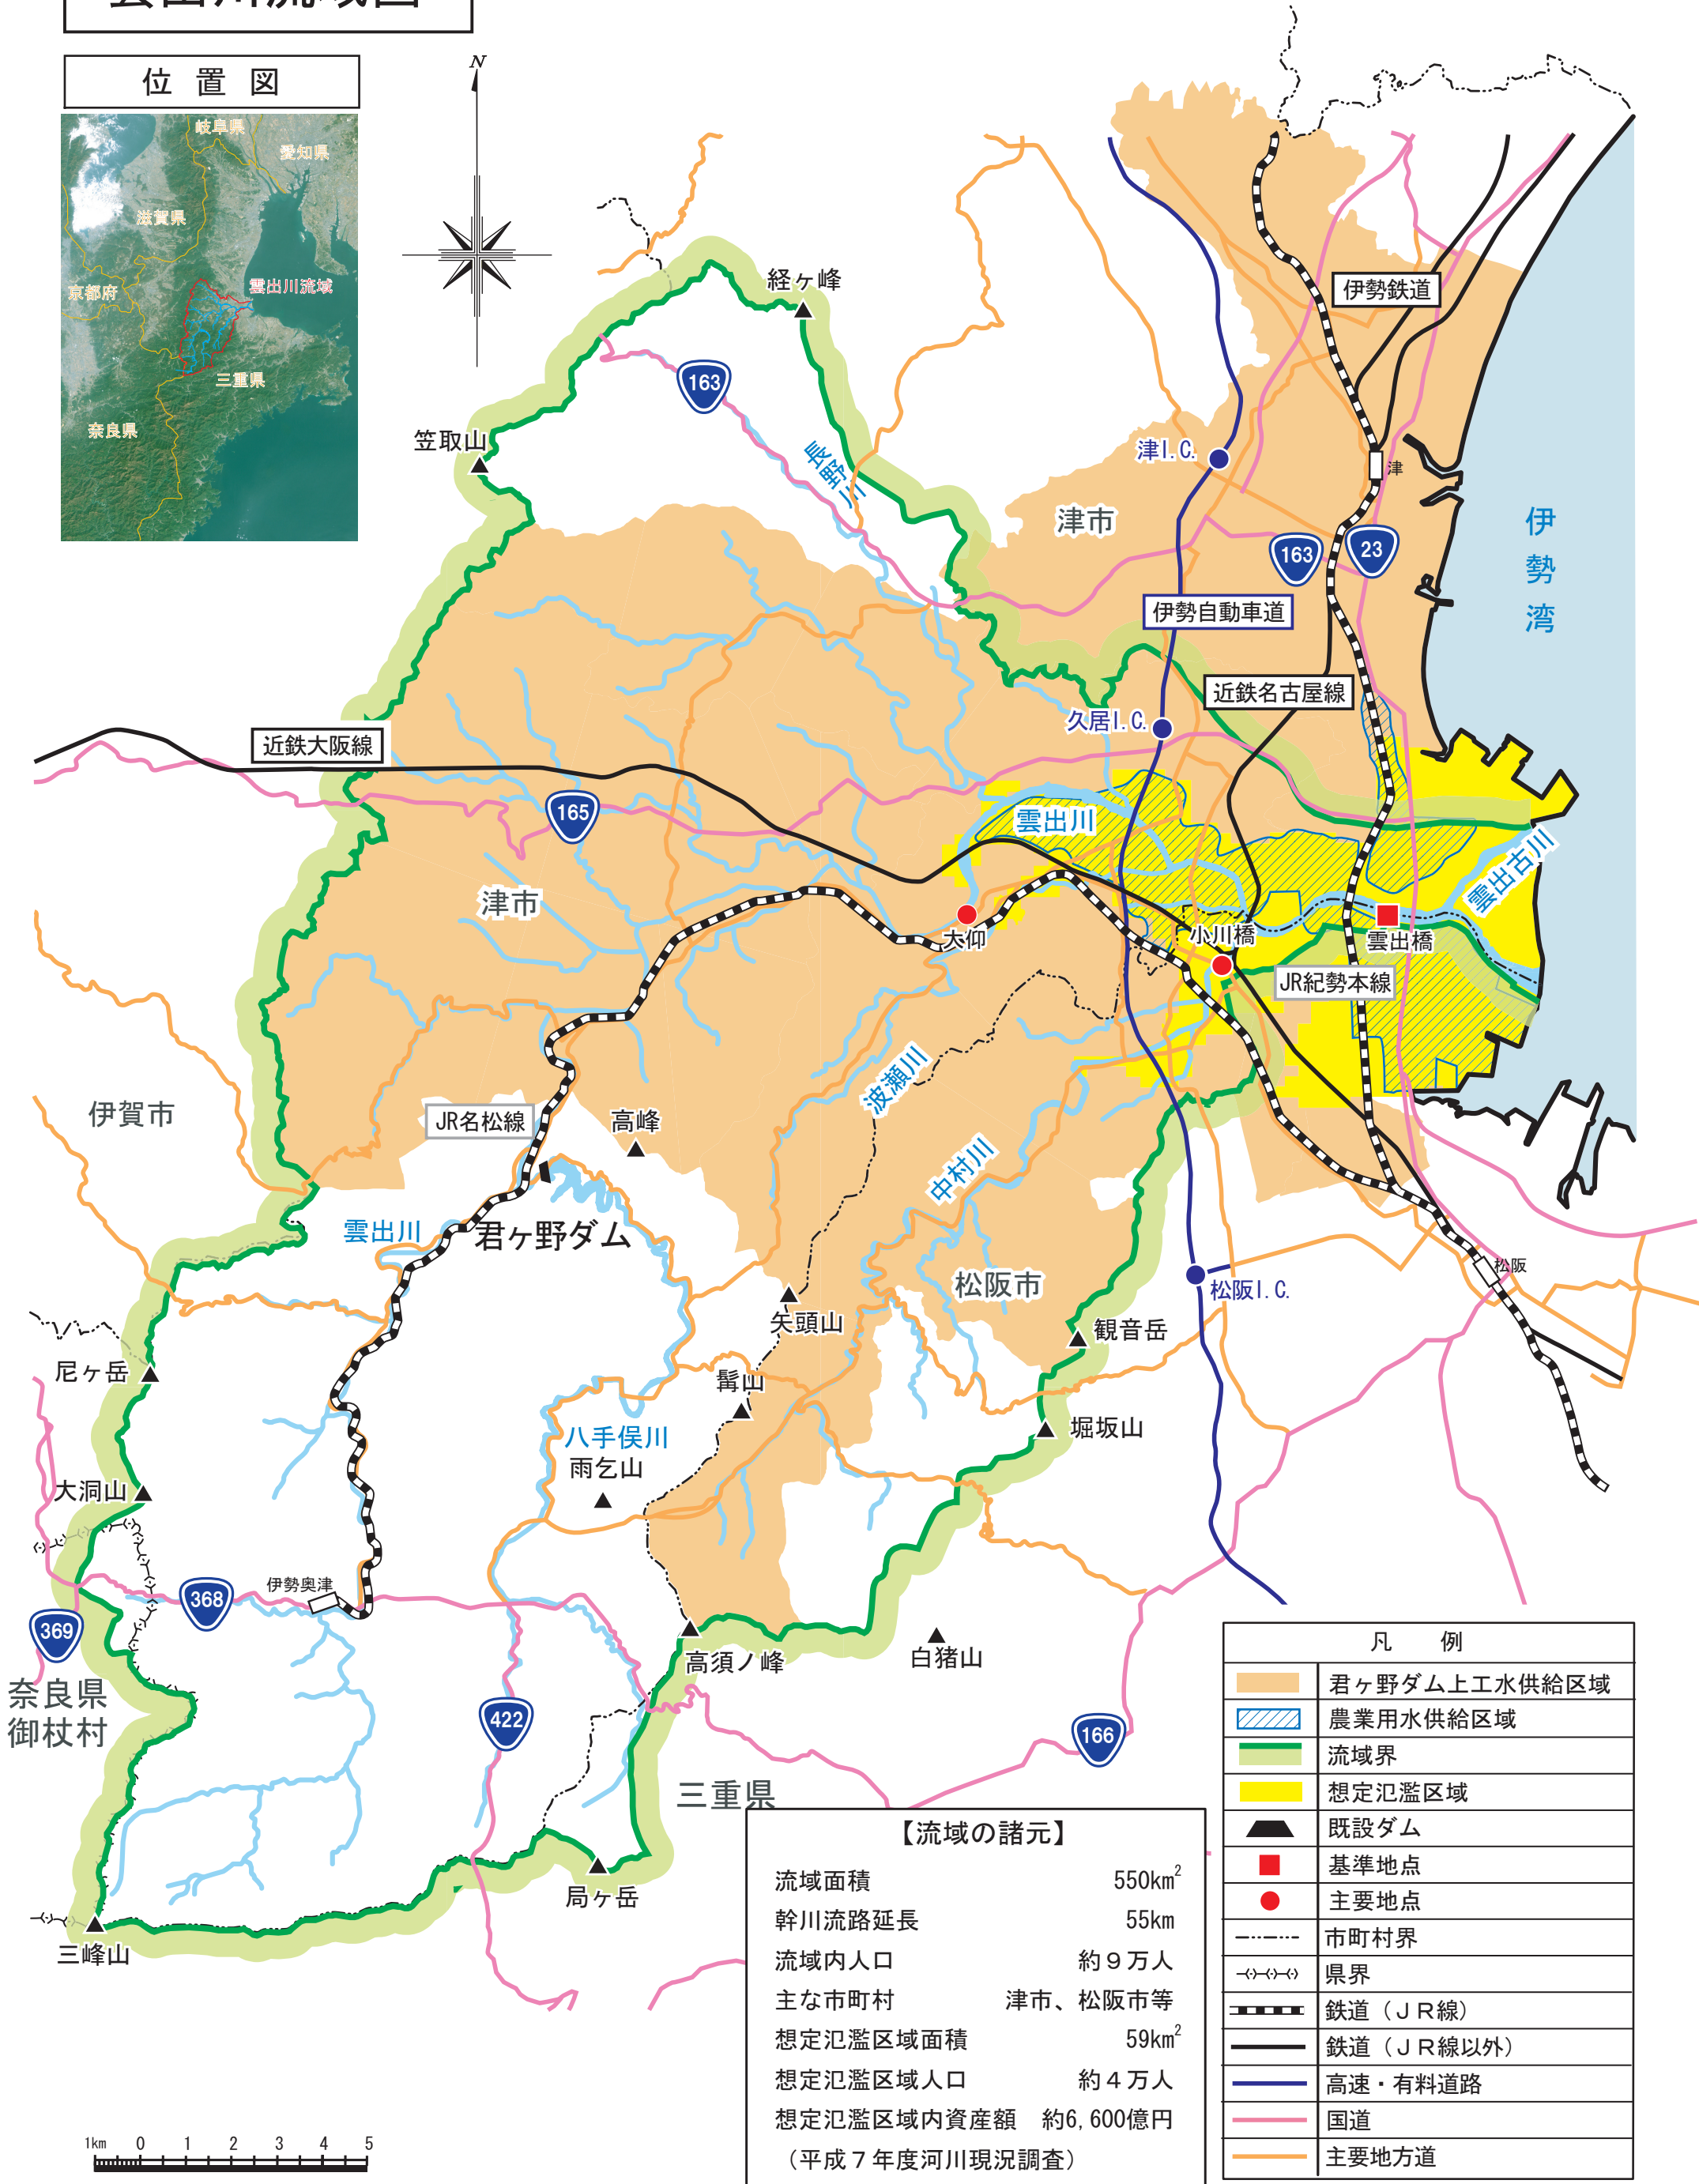 雲出川流域図
位 置 図
岐阜県
愛知県
滋賀県
京都府
雲出川流域
三重県
奈良県
N
経ヶ峰
163
笠取山
長野川
伊勢鉄道
津I.C.
津
津市
163
23
伊勢湾
伊勢自動車道
近鉄名古屋線
久居I.C.
近鉄大阪線
165
雲出川
雲出古川
津市
大仰
小川橋
雲出橋
JR紀勢本線
伊賀市
JR名松線
高峰
波瀬川
中村川
雲出川
君ヶ野ダム
松阪市
松阪I.C.
松阪
矢頭山
観音岳
尼ヶ岳
髯山
堀坂山
八手俣川
雨乞山
大洞山
伊勢奥津
368
369
高須ノ峰
白猪山
奈良県
御杖村
422
166
三重県
局ヶ岳
三峰山
【流域の諸元】
流域面積 550km²
幹川流路延長 55km
流域内人口 約９万人
主な市町村 津市、松阪市等
想定氾濫区域面積 59km²
想定氾濫区域人口 約４万人
想定氾濫区域内資産額 約6,600億円
（平成７年度河川現況調査）
凡 例
君ヶ野ダム上工水供給区域
農業用水供給区域
流域界
想定氾濫区域
既設ダム
基準地点
主要地点
市町村界
県界
鉄道（ＪＲ線）
鉄道（ＪＲ線以外）
高速・有料道路
国道
主要地方道
1km 0 1 2 3 4 5